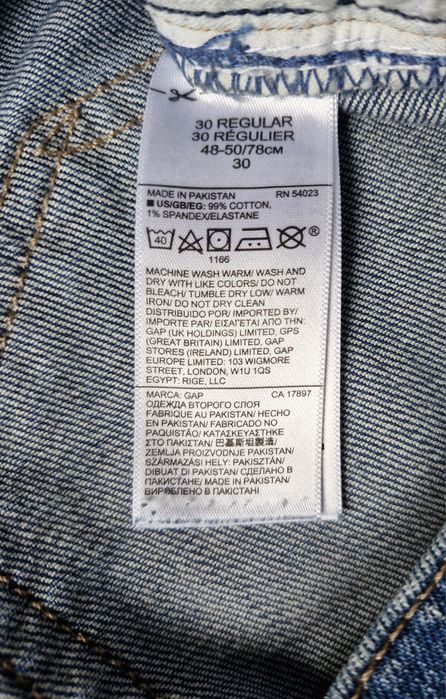 30 REGULAR
30 RÉGULIER
48-50/78CM
30
MADE IN PAKISTAN RN 54023
US/GB/EG: 99% COTTON,
1% SPANDEX/ELASTANE
40 ®
1166
MACHINE WASH WARM/ WASH AND
DRY WITH LIKE COLORS/ DO NOT
BLEACH/ TUMBLE DRY LOW/ WARM
IRON/ DO NOT DRY CLEAN
DISTRIBUIDO POR/ IMPORTED BY/
IMPORTE PAR/ ΕΙΣΑΓΕΤΑΙ ΑΠΟ ΤΗΝ:
GAP (UK HOLDINGS) LIMITED, GPS
(GREAT BRITAIN) LIMITED, GAP
STORES (IRELAND) LIMITED, GAP
EUROPE LIMITED: 103 WIGMORE
STREET, LONDON, W1U 1QS
EGYPT: RIGE, LLC
MARCA: GAP CA 17897
ОДЕЖДА ВТОРОГО СЛОЯ
FABRIQUE AU PAKISTAN/ HECHO
EN PAKISTAN/ FABRICADO NO
PAQUISTÃO/ ΚΑΤΑΣΚΕΥΑΣΤΗΚΕ
ΣΤΟ ΠΑΚΙΣΤΑΝ/ 巴基斯坦製造/
ZEMLJA PROIZVODNJE PAKISTAN/
SZÁRMAZÁSI HELY: PAKISZTÁN/
DIBUAT DI PAKISTAN/ СДЕЛАНО В
ПАКИСТАНЕ/ MADE IN PAKISTAN/
ВИРОБЛЕНО В ПАКИСТАНІ